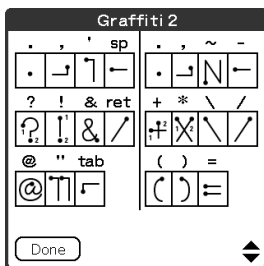 Graffiti 2
. , ' sp . , ~ -
? ! & ret + * \ /
@ " tab ( ) =
Done